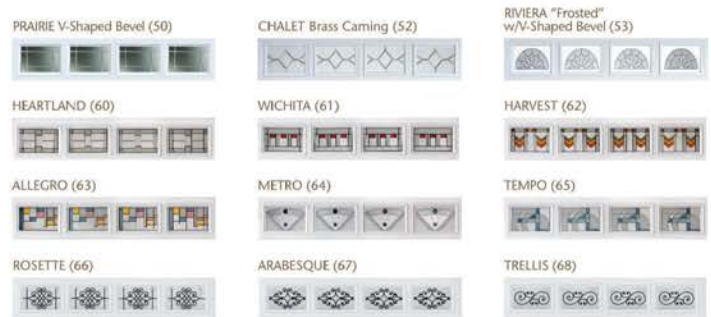 PRAIRIE V-Shaped Bevel (50)
CHALET Brass Caming (52)
RIVIERA "Frosted"
w/V-Shaped Bevel (53)
HEARTLAND (60)
WICHITA (61)
HARVEST (62)
ALLEGRO (63)
METRO (64)
TEMPO (65)
ROSETTE (66)
ARABESQUE (67)
TRELLIS (68)